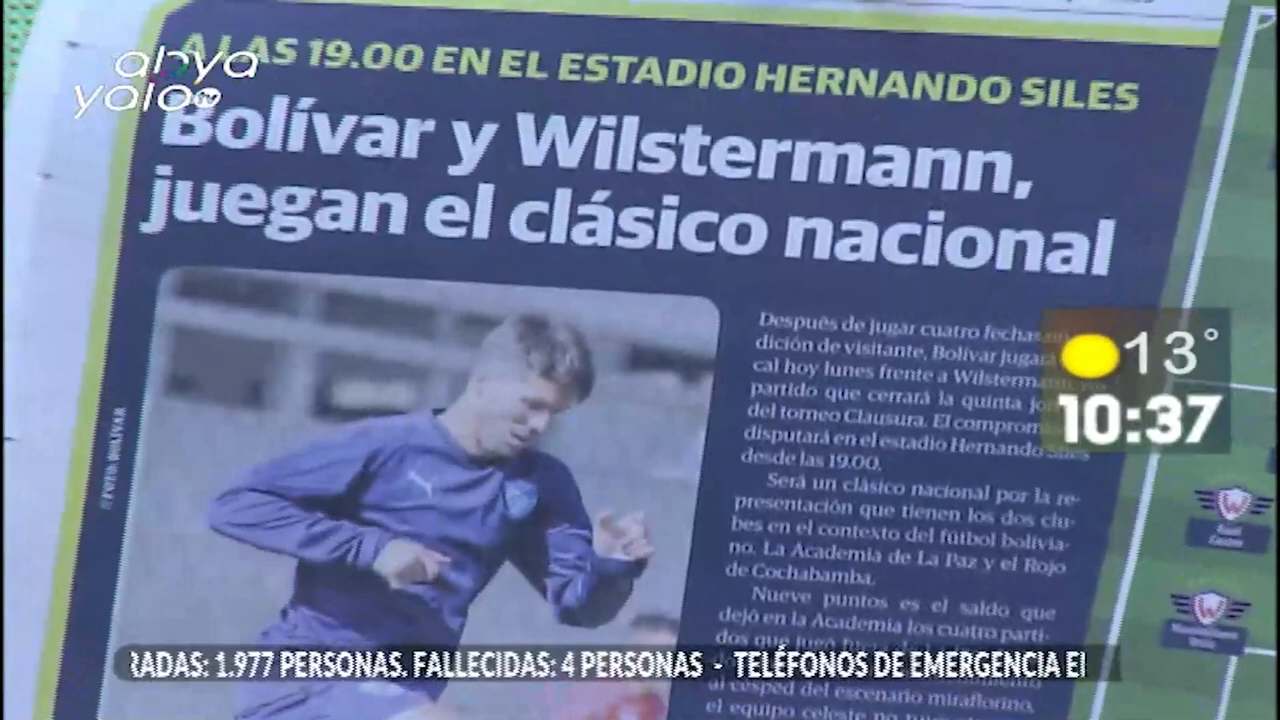 abya
yala
TV
A LAS 19.00 EN EL ESTADIO HERNANDO SILES
Bolívar y Wilstermann,
juegan el clásico nacional
©FOTO: BOLÍVAR
Después de jugar cuatro fechas
dición de visitante, Bolívar jugará
cal hoy lunes frente a Wilstermann
partido que cerrará la quinta
del torneo Clausura. El
disputará en el estadio Hernando Siles
desde las 19.00.
Será un clásico nacional por la re-
presentación que tienen los dos clu-
bes en el contexto del fútbol bolivia-
no. La Academia de La Paz y el Rojo
de Cochabamba.
Nueve puntos es el saldo que
dejó en la Academia los cuatro parti-
dos que jugó
al césped del escenario miraflorino,
el equipo celeste no
13°
10:37
RADAS: 1.977 PERSONAS. FALLECIDAS: 4 PERSONAS - TELÉFONOS DE EMERGENCIA